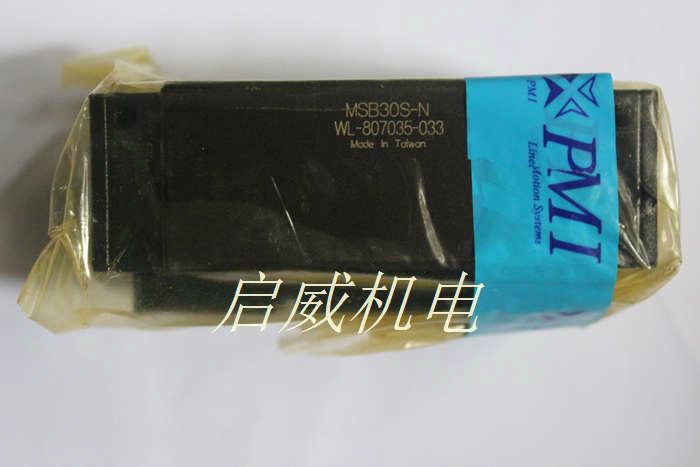 MSB30S-N
WL-807035-033
Made In Taiwan
PMI
PMI
LineMotion Systems
启威机电